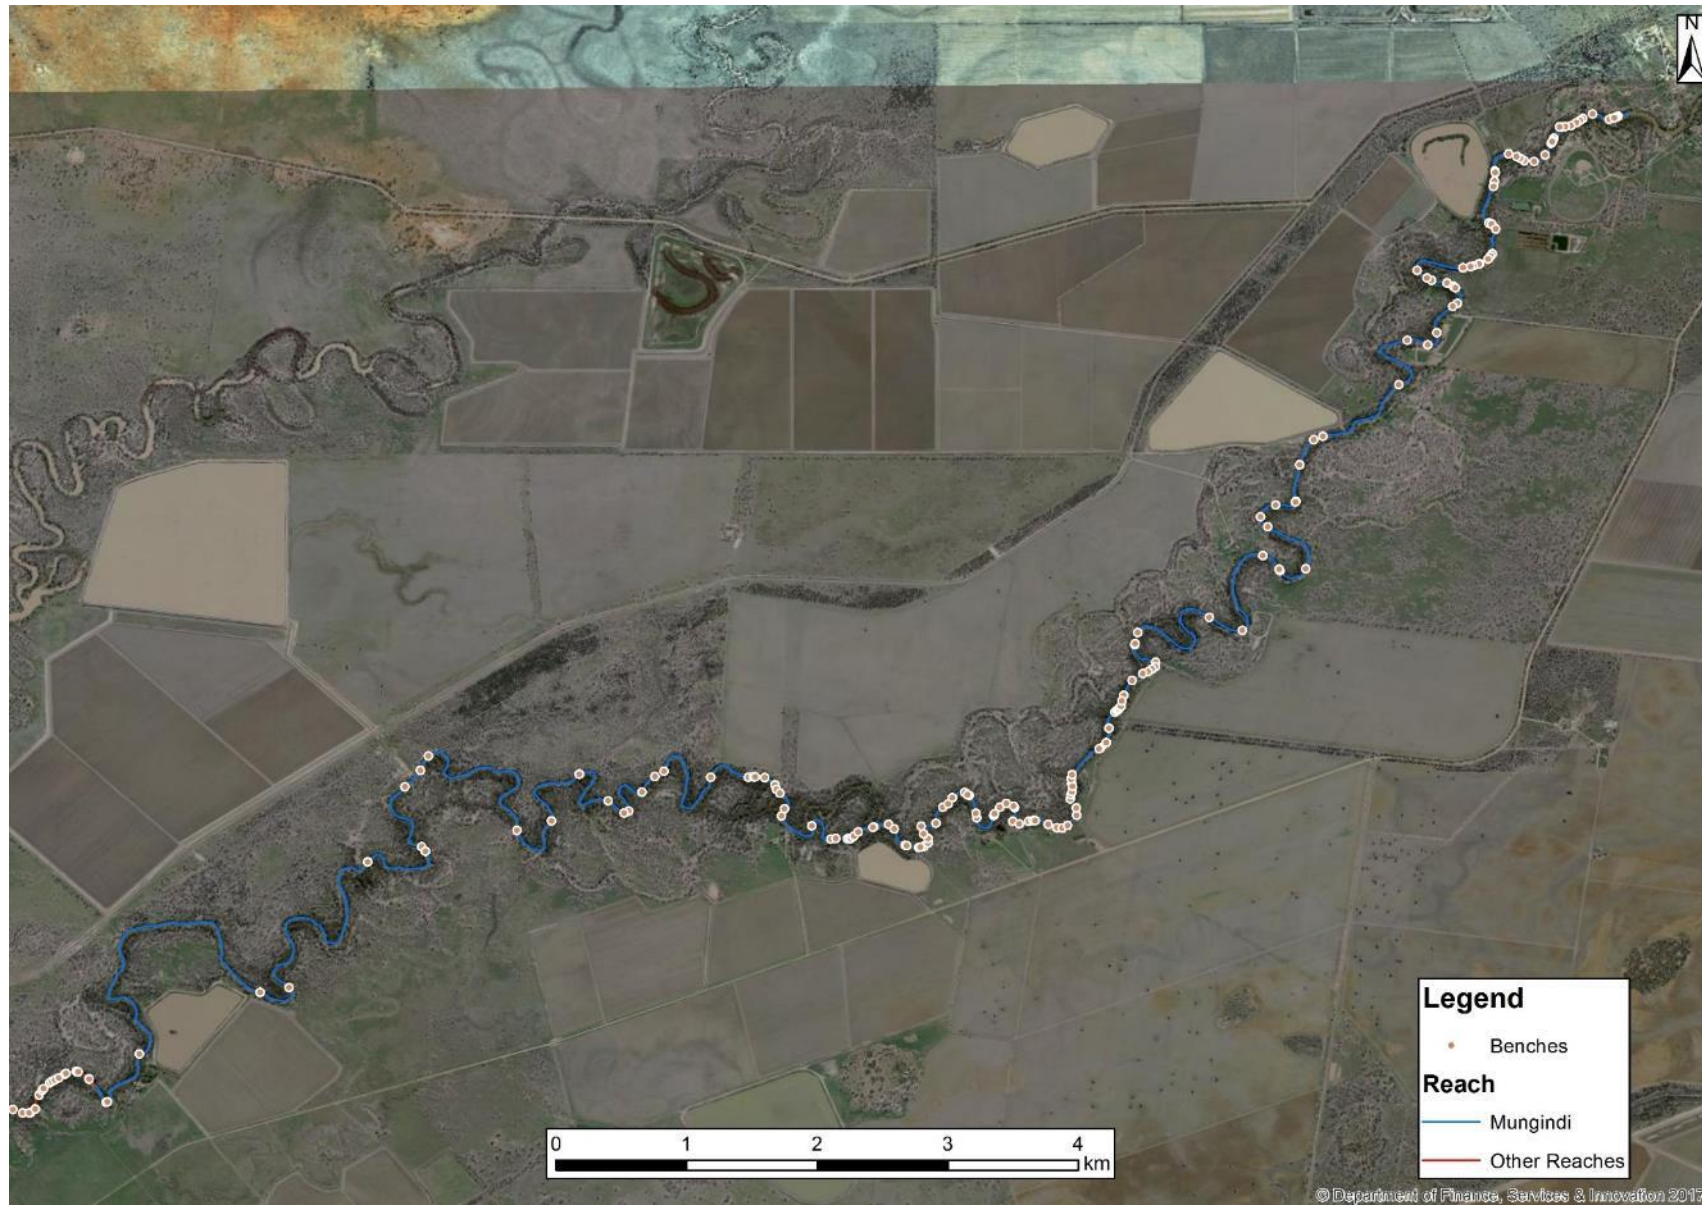 N
Legend
Benches
Reach
Mungindi
Other Reaches
0 1 2 3 4
km
© Department of Finance, Services & Innovation 2017